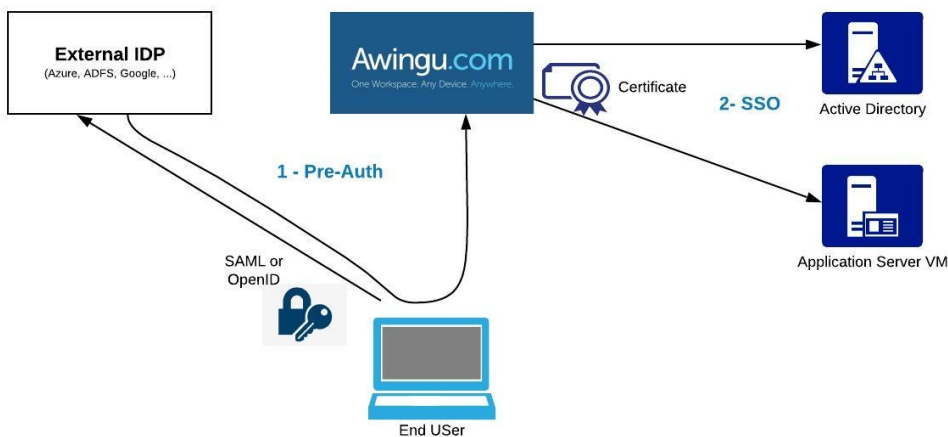 External IDP
(Azure, ADFS, Google, ...)
Awingu.com
One Workspace. Any Device. Anywhere.
Certificate
2- SSO
Active Directory
1 - Pre-Auth
SAML or
OpenID
Application Server VM
End USer